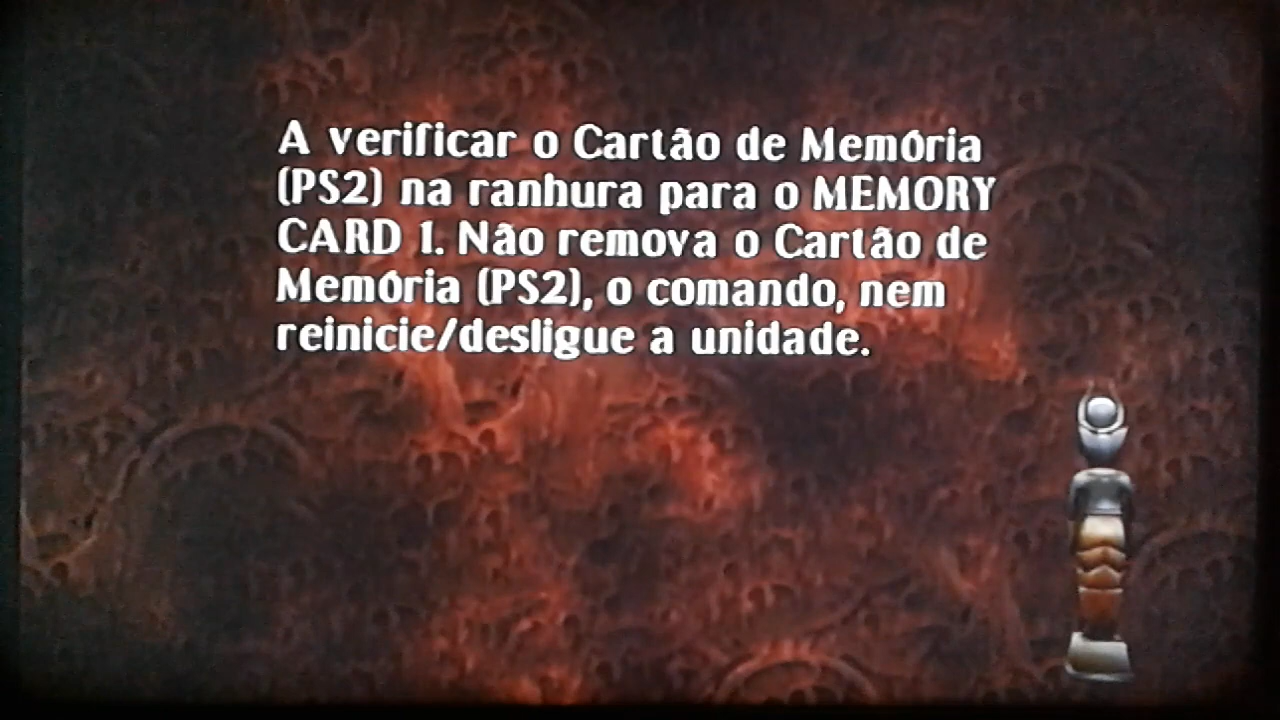 A verificar o Cartão de Memória
(PS2) na ranhura para o MEMORY
CARD 1. Não remova o Cartão de
Memória (PS2), o comando, nem
reinicie/desligue a unidade.